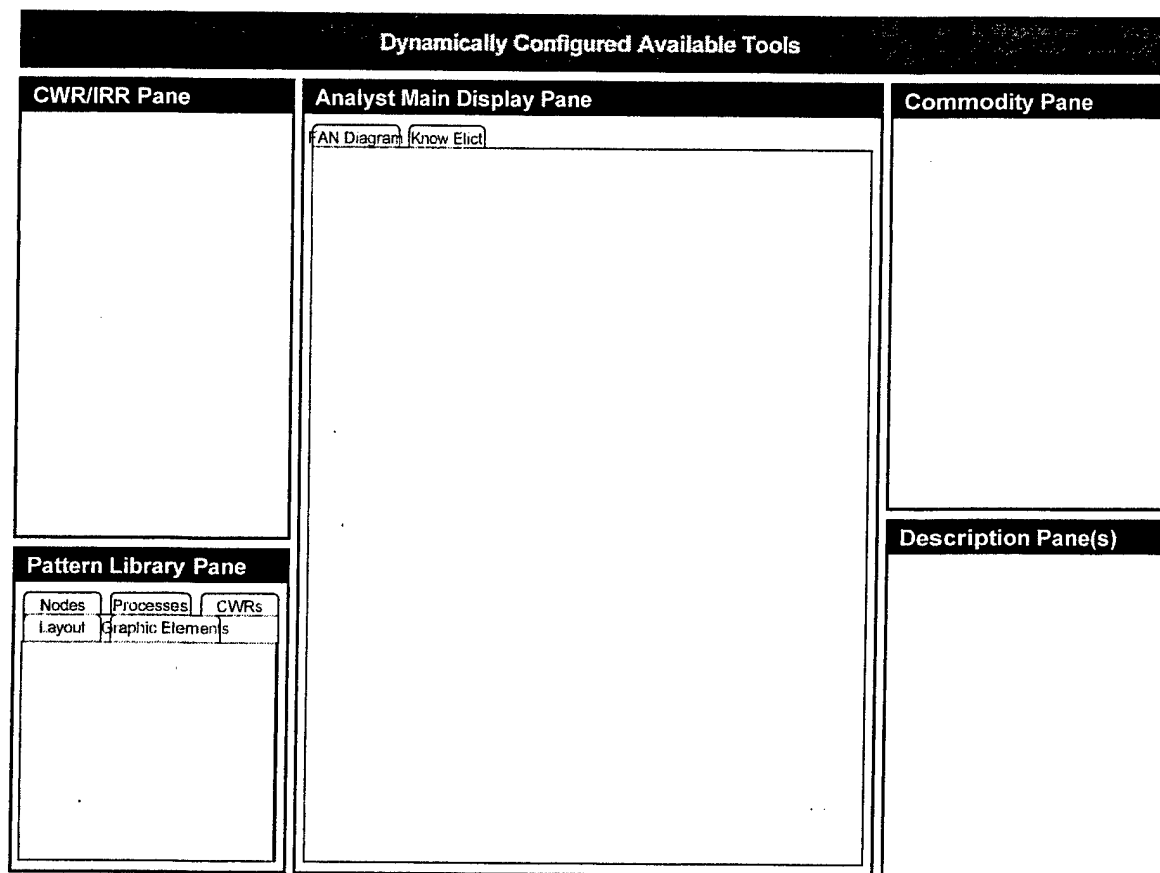 Dynamically Configured Available Tools
CWR/IRR Pane
Analyst Main Display Pane
FAN Diagram
Know Elict
Commodity Pane
Pattern Library Pane
Nodes
Processes
CWRs
Layout
Graphic Elements
Description Pane(s)